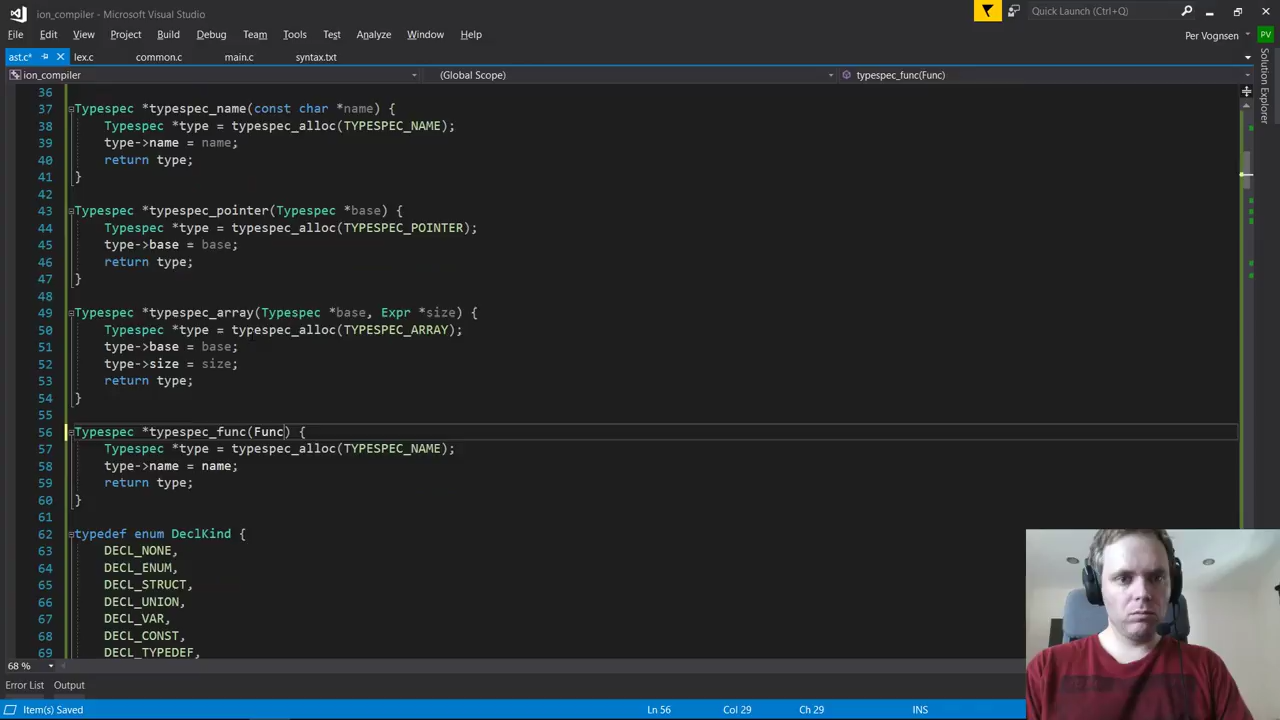 ion_compiler - Microsoft Visual Studio
Quick Launch (Ctrl+Q)
File Edit View Project Build Debug Team Tools Test Analyze Window Help
Per Vognsen PV
ast.c* lex.c common.c main.c syntax.txt
ion_compiler (Global Scope) typespec_func(Func)
Solution Explorer
36
37 Typespec *typespec_name(const char *name) {
38 Typespec *type = typespec_alloc(TYPESPEC_NAME);
39 type->name = name;
40 return type;
41 }
42
43 Typespec *typespec_pointer(Typespec *base) {
44 Typespec *type = typespec_alloc(TYPESPEC_POINTER);
45 type->base = base;
46 return type;
47 }
48
49 Typespec *typespec_array(Typespec *base, Expr *size) {
50 Typespec *type = typespec_alloc(TYPESPEC_ARRAY);
51 type->base = base;
52 type->size = size;
53 return type;
54 }
55
56 Typespec *typespec_func(Func) {
57 Typespec *type = typespec_alloc(TYPESPEC_NAME);
58 type->name = name;
59 return type;
60 }
61
62 typedef enum DeclKind {
63 DECL_NONE,
64 DECL_ENUM,
65 DECL_STRUCT,
66 DECL_UNION,
67 DECL_VAR,
68 DECL_CONST,
69 DECL_TYPEDEF,
68 %
Error List Output
Item(s) Saved Ln 56 Col 29 Ch 29 INS